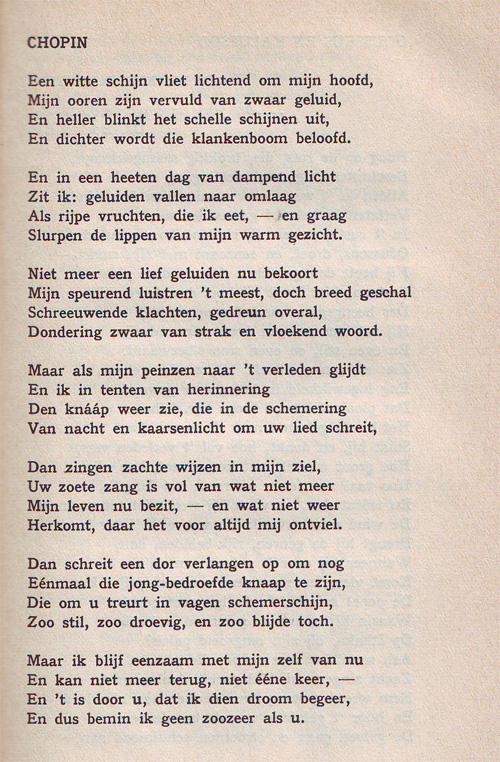 CHOPIN
Een witte schijn vliet lichtend om mijn hoofd,
Mijn ooren zijn vervuld van zwaar geluid,
En heller blinkt het schelle schijnen uit,
En dichter wordt die klankenboom beloofd.
En in een heeten dag van dampend licht
Zit ik: geluiden vallen naar omlaag
Als rijpe vruchten, die ik eet, — en graag
Slurpen de lippen van mijn warm gezicht.
Niet meer een lief geluiden nu bekoort
Mijn speurend luistren 't meest, doch breed geschal
Schreeuwende klachten, gedreun overal,
Dondering zwaar van strak en vloekend woord.
Maar als mijn peinzen naar 't verleden glijdt
En ik in tenten van herinnering
Den knááp weer zie, die in de schemering
Van nacht en kaarsenlicht om uw lied schreit,
Dan zingen zachte wijzen in mijn ziel,
Uw zoete zang is vol van wat niet meer
Mijn leven nu bezit, — en wat niet weer
Herkomt, daar het voor altijd mij ontviel.
Dan schreit een dor verlangen op om nog
Eénmaal die jong-bedroefde knaap te zijn,
Die om u treurt in vagen schemerschijn,
Zoo stil, zoo droevig, en zoo blijde toch.
Maar ik blijf eenzaam met mijn zelf van nu
En kan niet meer terug, niet ééne keer, —
En 't is door u, dat ik dien droom begeer,
En dus bemin ik geen zoozeer als u.